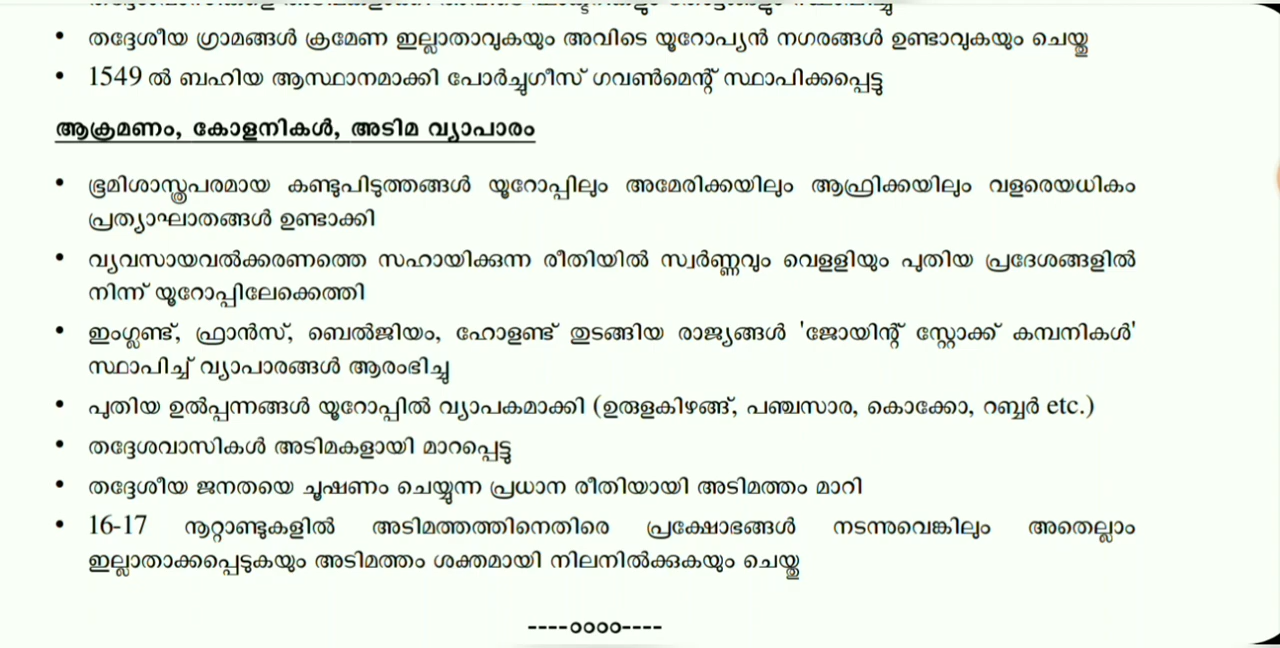 • തദ്ദേശീയ ഗ്രാമങ്ങൾ ക്രമേണ ഇല്ലാതാവുകയും അവിടെ യൂറോപ്യൻ നഗരങ്ങൾ ഉണ്ടാവുകയും ചെയ്തു
• 1549 ൽ ബഹിയ ആസ്ഥാനമാക്കി പോർച്ചുഗീസ് ഗവൺമെന്റ് സ്ഥാപിക്കപ്പെട്ടു
ആക്രമണം, കോളനികൾ, അടിമ വ്യാപാരം
• ഭൂമിശാസ്ത്രപരമായ കണ്ടുപിടുത്തങ്ങൾ യൂറോപ്പിലും അമേരിക്കയിലും ആഫ്രിക്കയിലും വളരെയധികം
പ്രത്യാഘാതങ്ങൾ ഉണ്ടാക്കി
• വ്യവസായവൽക്കരണത്തെ സഹായിക്കുന്ന രീതിയിൽ സ്വർണ്ണവും വെള്ളിയും പുതിയ പ്രദേശങ്ങളിൽ
നിന്ന് യൂറോപ്പിലേക്കെത്തി
• ഇംഗ്ലണ്ട്, ഫ്രാൻസ്, ബെൽജിയം, ഹോളണ്ട് തുടങ്ങിയ രാജ്യങ്ങൾ 'ജോയിന്റ് സ്റ്റോക്ക് കമ്പനികൾ'
സ്ഥാപിച്ച് വ്യാപാരങ്ങൾ ആരംഭിച്ചു
• പുതിയ ഉൽപ്പന്നങ്ങൾ യൂറോപ്പിൽ വ്യാപകമാക്കി (ഉരുളകിഴങ്ങ്, പഞ്ചസാര, കൊക്കോ, റബ്ബർ etc.)
• തദ്ദേശവാസികൾ അടിമകളായി മാറപ്പെട്ടു
• തദ്ദേശീയ ജനതയെ ചൂഷണം ചെയ്യുന്ന പ്രധാന രീതിയായി അടിമത്തം മാറി
• 16-17 നൂറ്റാണ്ടുകളിൽ അടിമത്തത്തിനെതിരെ പ്രക്ഷോഭങ്ങൾ നടന്നുവെങ്കിലും അതെല്ലാം
ഇല്ലാതാക്കപ്പെടുകയും അടിമത്തം ശക്തമായി നിലനിൽക്കുകയും ചെയ്തു
----oooo----